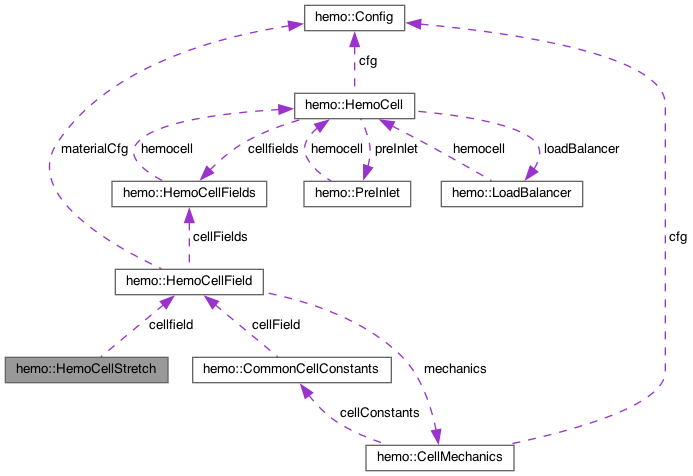 hemo::Config
cfg
hemo::HemoCell
materialCfg
hemocell
cellfields
hemocell
preInlet
hemocell
loadBalancer
hemo::HemoCellFields
hemo::PreInlet
hemo::LoadBalancer
cellFields
cfg
hemo::HemoCellField
cellfield
cellField
mechanics
hemo::HemoCellStretch
hemo::CommonCellConstants
cellConstants
hemo::CellMechanics